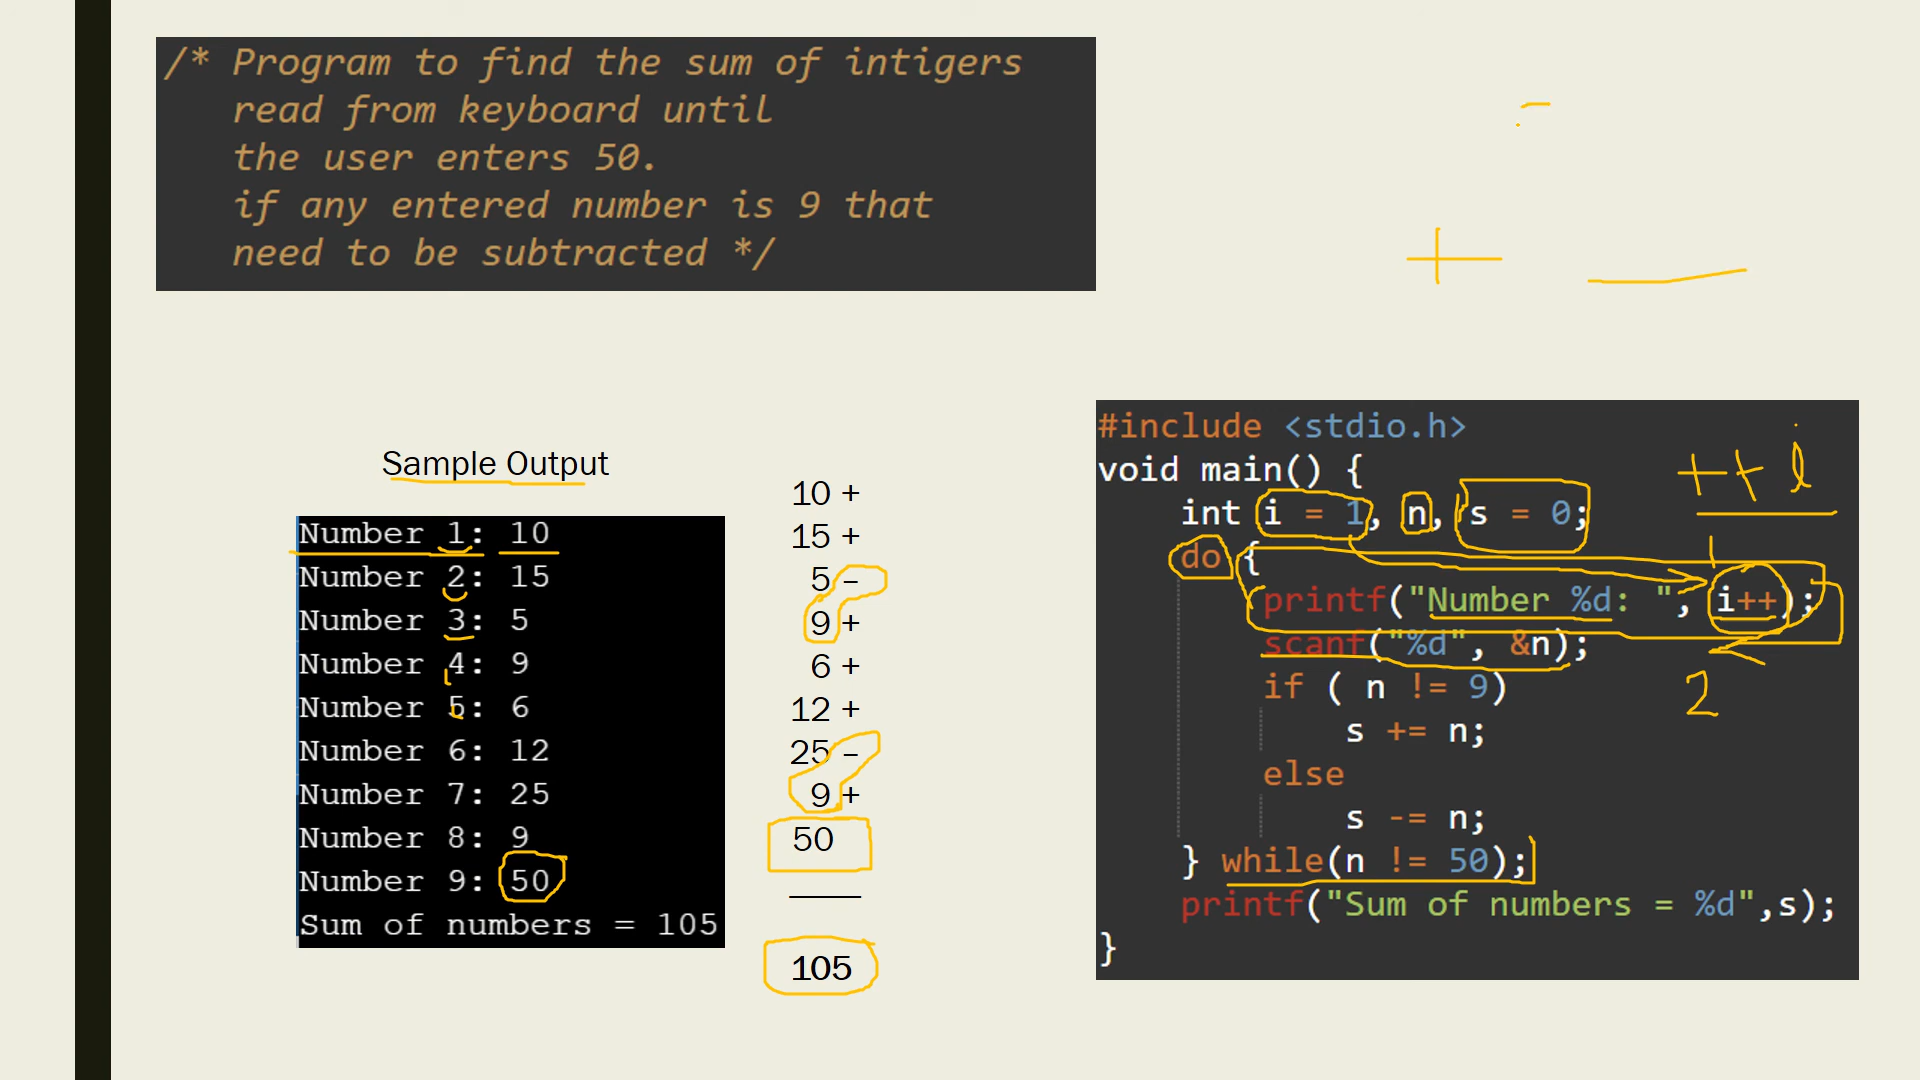 /* Program to find the sum of intigers
read from keyboard until
the user enters 50.
if any entered number is 9 that
need to be subtracted */
Sample Output
Number 1: 10
Number 2: 15
Number 3: 5
Number 4: 9
Number 5: 6
Number 6: 12
Number 7: 25
Number 8: 9
Number 9: 50
Sum of numbers = 105
10 +
15 +
5 –
9 +
6 +
12 +
25 –
9 +
50
105
#include <stdio.h>
void main() {
int i = 1, n, s = 0;
do {
printf("Number %d: ", i++);
scanf("%d", &n);
if ( n != 9)
s += n;
else
s -= n;
} while(n != 50);
printf("Sum of numbers = %d",s);
}
+
++ i
1
2